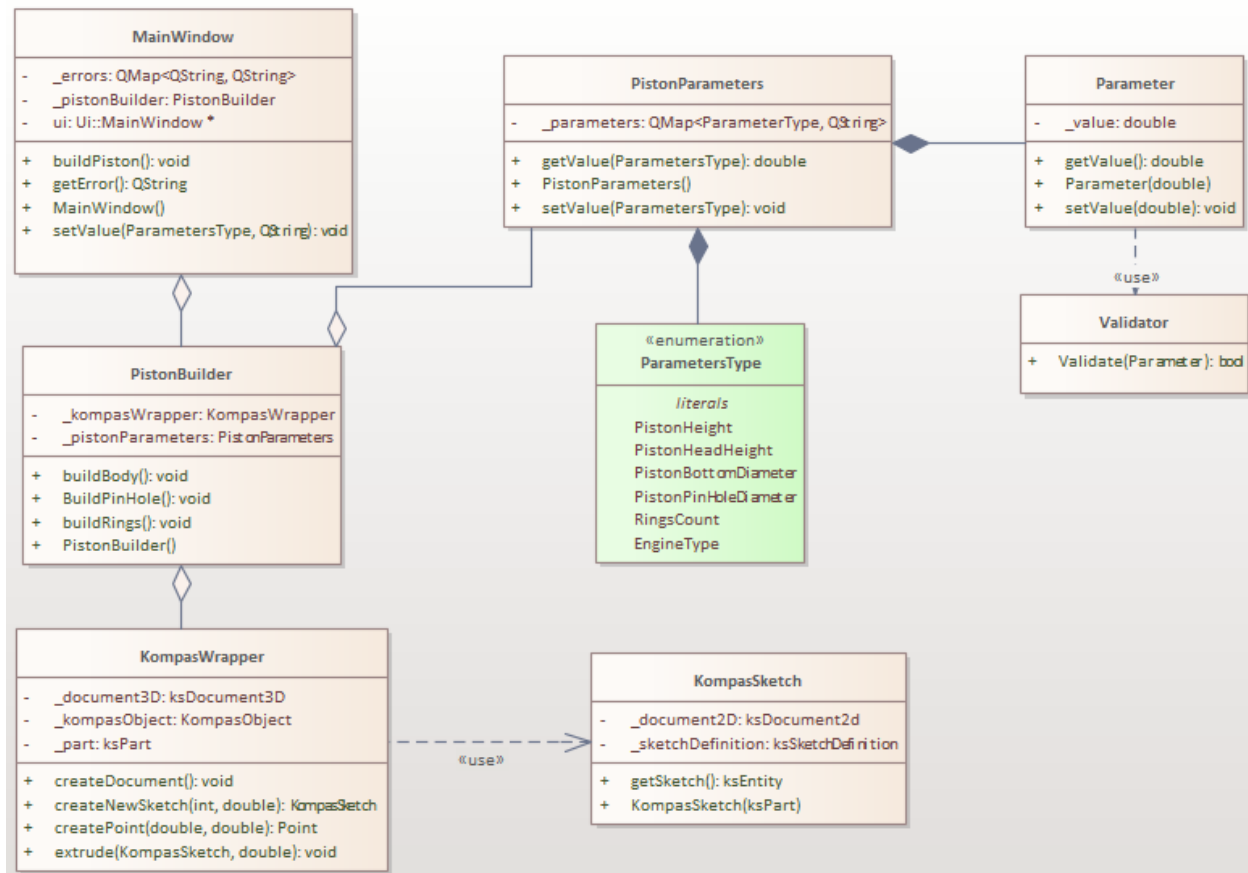 MainWindow
- _errors: QMap<QString, QString>
- _pistonBuilder: PistonBuilder
- ui: Ui::MainWindow *
+ buildPiston(): void
+ getError(): QString
+ MainWindow()
+ setValue(ParametersType, QString): void
PistonParameters
- _parameters: QMap<ParameterType, QString>
+ getValue(ParametersType): double
+ PistonParameters()
+ setValue(ParametersType): void
Parameter
- _value: double
+ getValue(): double
+ Parameter(double)
+ setValue(double): void
«use»
Validator
+ Validate(Parameter): bool
«enumeration»
ParametersType
literals
PistonHeight
PistonHeadHeight
PistonBottomDiameter
PistonPinHoleDiameter
RingsCount
EngineType
PistonBuilder
- _kompasWrapper: KompasWrapper
- _pistonParameters: PistonParameters
+ buildBody(): void
+ BuildPinHole(): void
+ buildRings(): void
+ PistonBuilder()
KompasWrapper
- _document3D: ksDocument3D
- _kompasObject: KompasObject
- _part: ksPart
+ createDocument(): void
+ createNewSketch(int, double): KompasSketch
+ createPoint(double, double): Point
+ extrude(KompasSketch, double): void
«use»
KompasSketch
- _document2D: ksDocument2d
- _sketchDefinition: ksSketchDefinition
+ getSketch(): ksEntity
+ KompasSketch(ksPart)